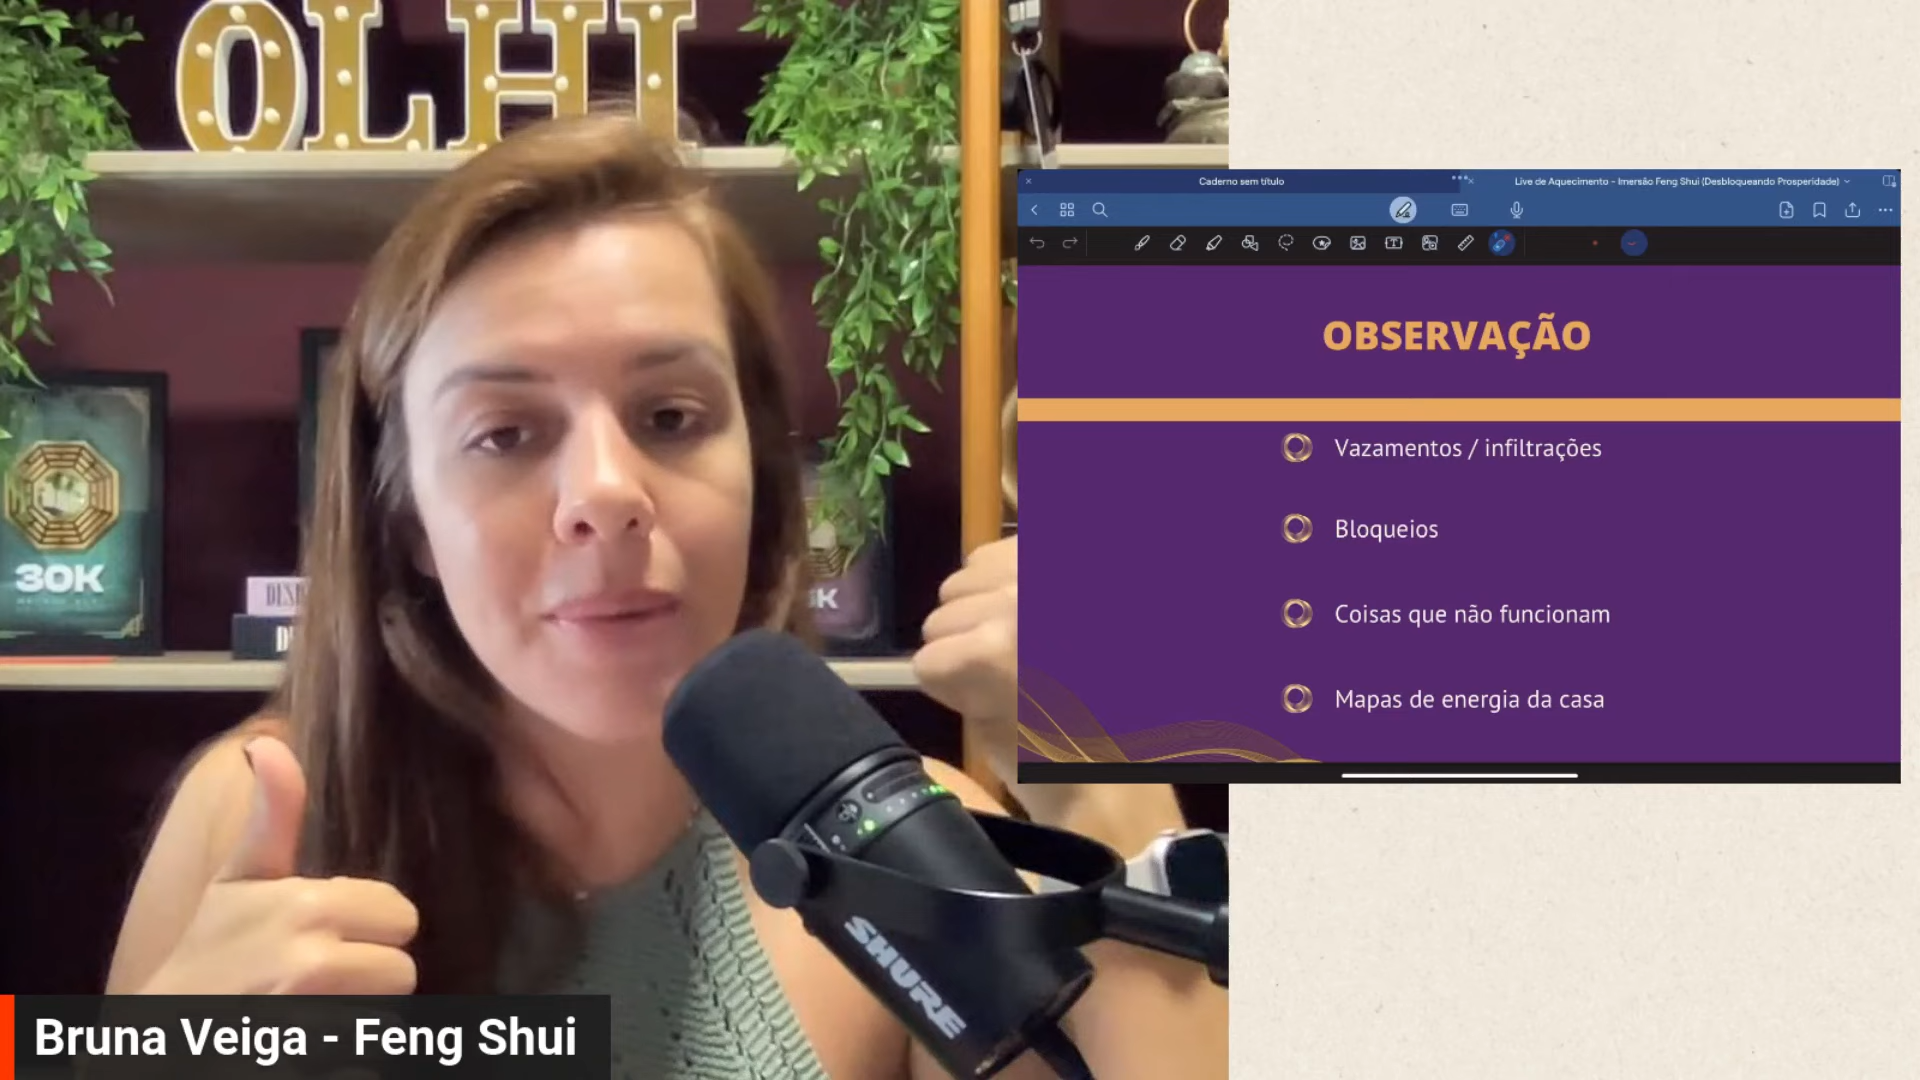 OLHI
30K
SHURE
Bruna Veiga - Feng Shui
Caderno sem título
Live de Aquecimento - Imersão Feng Shui (Desbloqueando Prosperidade)
OBSERVAÇÃO
Vazamentos / infiltrações
Bloqueios
Coisas que não funcionam
Mapas de energia da casa